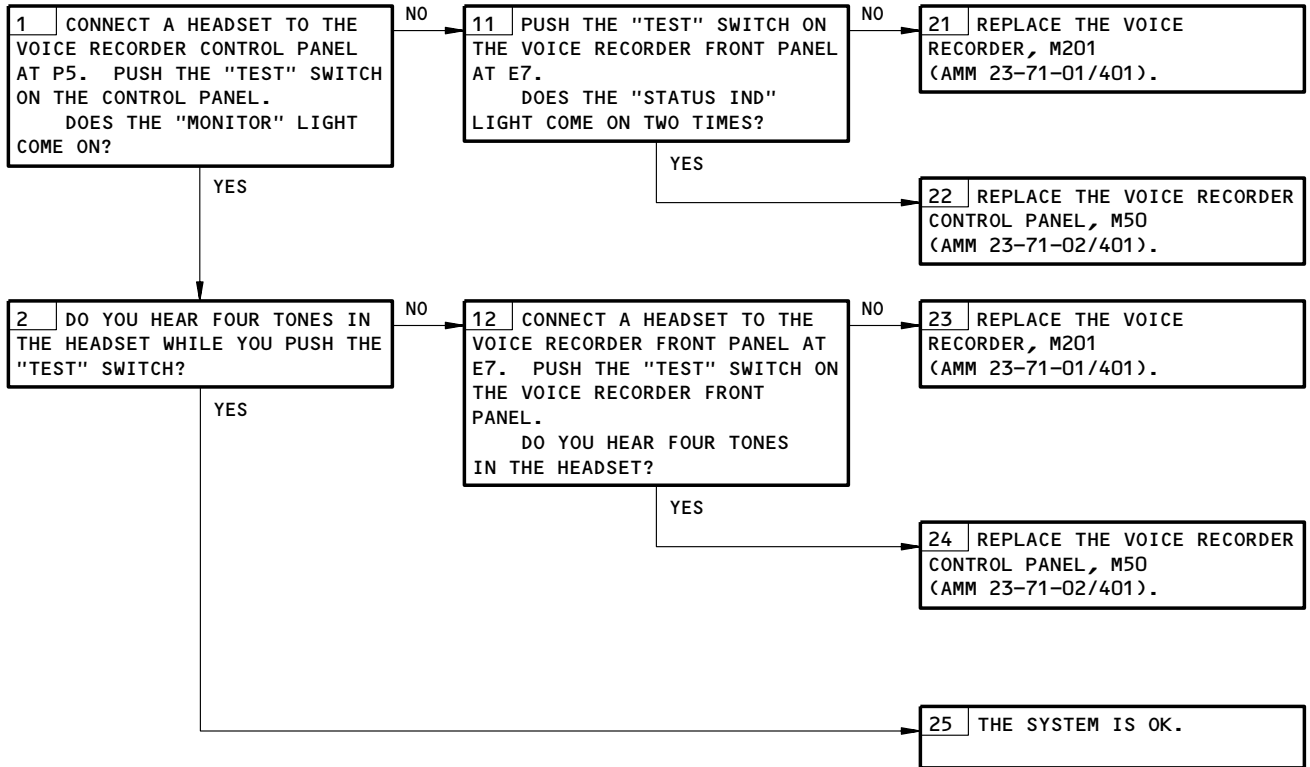 1 CONNECT A HEADSET TO THE
VOICE RECORDER CONTROL PANEL
AT P5. PUSH THE "TEST" SWITCH
ON THE CONTROL PANEL.
DOES THE "MONITOR" LIGHT
COME ON?
NO
11 PUSH THE "TEST" SWITCH ON
THE VOICE RECORDER FRONT PANEL
AT E7.
DOES THE "STATUS IND"
LIGHT COME ON TWO TIMES?
NO
21 REPLACE THE VOICE
RECORDER, M201
(AMM 23-71-01/401).
YES
YES
22 REPLACE THE VOICE RECORDER
CONTROL PANEL, M50
(AMM 23-71-02/401).
2 DO YOU HEAR FOUR TONES IN
THE HEADSET WHILE YOU PUSH THE
"TEST" SWITCH?
NO
12 CONNECT A HEADSET TO THE
VOICE RECORDER FRONT PANEL AT
E7. PUSH THE "TEST" SWITCH ON
THE VOICE RECORDER FRONT
PANEL.
DO YOU HEAR FOUR TONES
IN THE HEADSET?
NO
23 REPLACE THE VOICE
RECORDER, M201
(AMM 23-71-01/401).
YES
YES
24 REPLACE THE VOICE RECORDER
CONTROL PANEL, M50
(AMM 23-71-02/401).
25 THE SYSTEM IS OK.